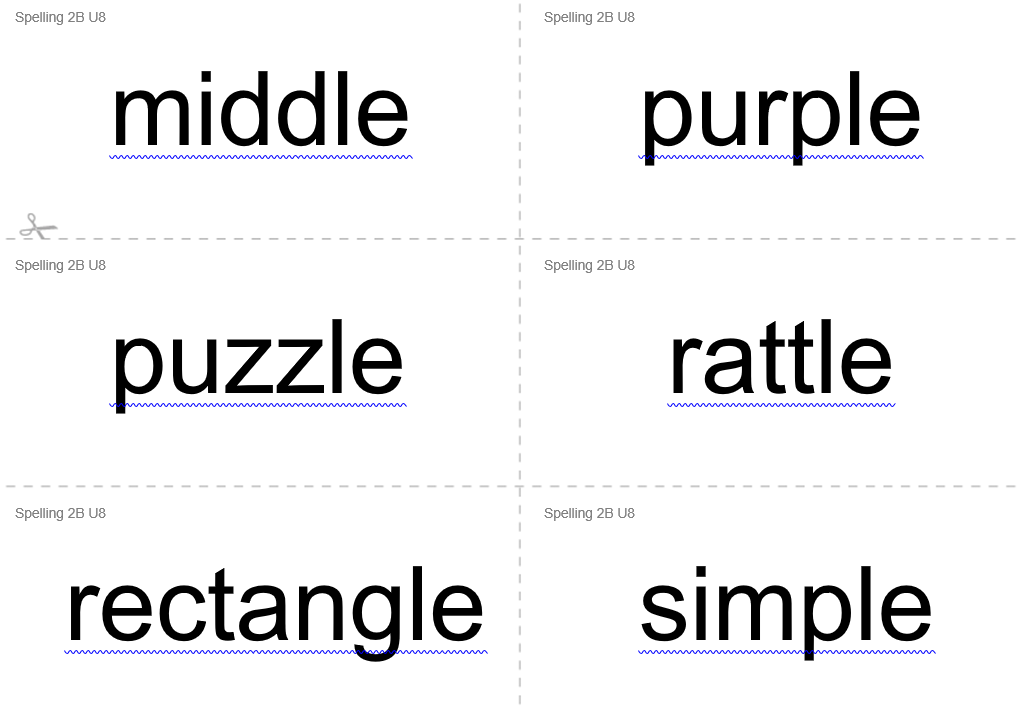 Spelling 2B U8
middle
Spelling 2B U8
purple
Spelling 2B U8
puzzle
Spelling 2B U8
rattle
Spelling 2B U8
rectangle
Spelling 2B U8
simple